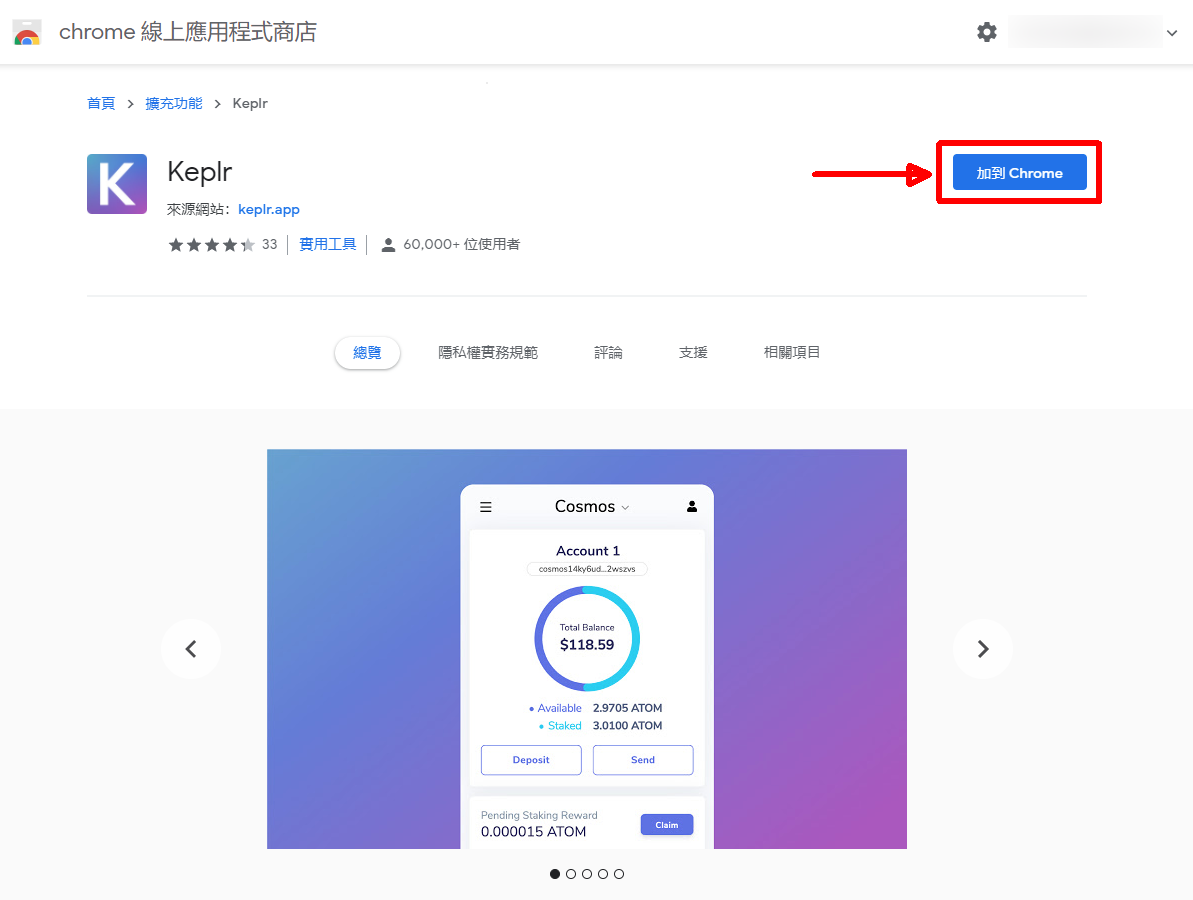 chrome 線上應用程式商店
首頁 > 擴充功能 > Keplr
K
Keplr
加到 Chrome
來源網站: keplr.app
33 實用工具 60,000+ 位使用者
總覽 隱私權實務規範 評論 支援 相關項目
Cosmos
Account 1
cosmos14ky6ud...2wszvs
Total Balance
$118.59
Available 2.9705 ATOM
Staked 3.0100 ATOM
Deposit Send
Pending Staking Reward
0.000015 ATOM
Claim